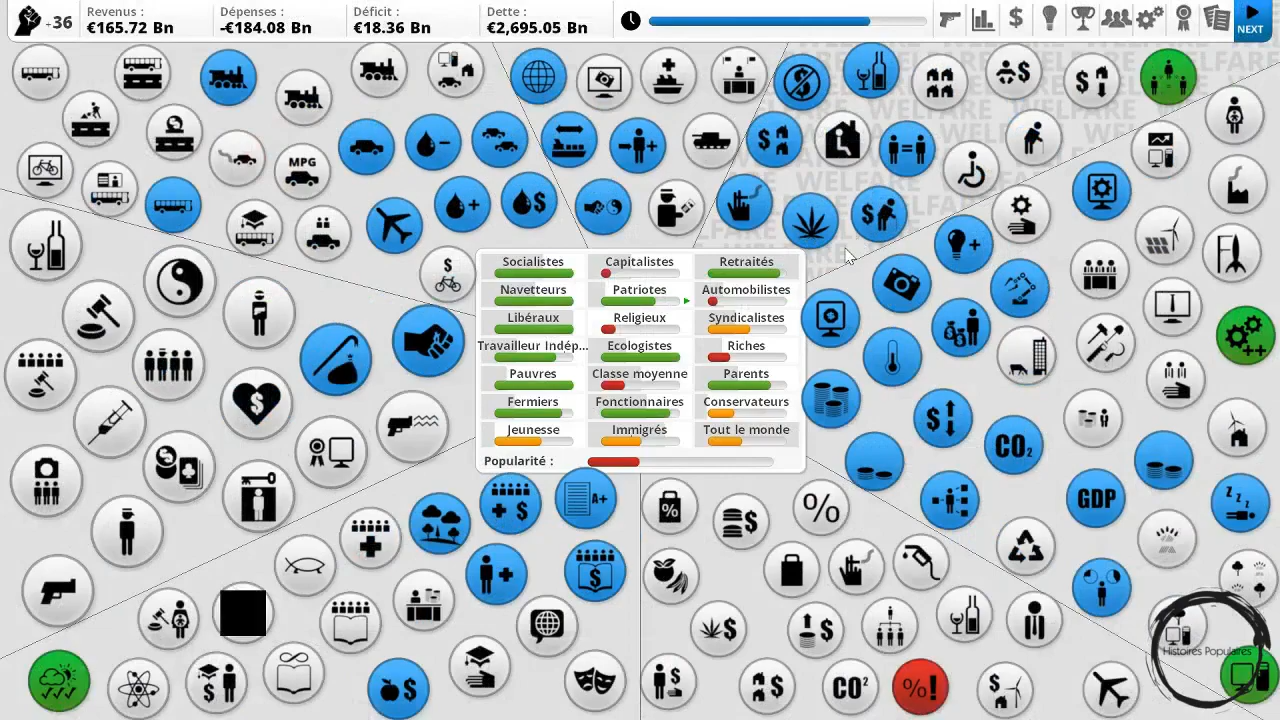 +36
Revenus :
€165.72 Bn
Dépenses :
-€184.08 Bn
Déficit :
€18.36 Bn
Dette :
€2,695.05 Bn
NEXT
WELFARE WELFARE
WELFARE
WELFARE
WELFARE
MPG
Socialistes
Capitalistes
Retraités
Navetteurs
Patriotes
Automobilistes
Libéraux
Religieux
Syndicalistes
Travailleur Indép...
Ecologistes
Riches
Pauvres
Classe moyenne
Parents
Fermiers
Fonctionnaires
Conservateurs
Jeunesse
Immigrés
Tout le monde
Popularité :
CO2
GDP
Z Z Z
A+
%
CO²
%!
Histoires Populaires